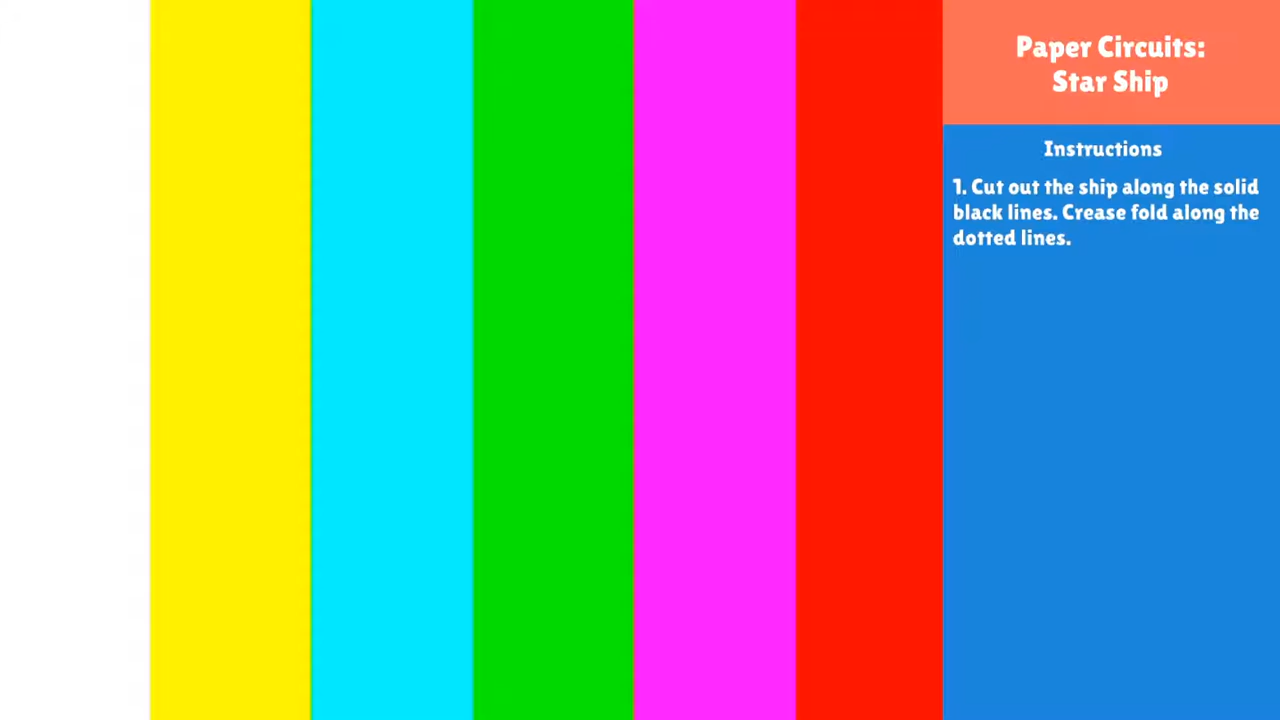 Paper Circuits:
Star Ship
Instructions
1. Cut out the ship along the solid
black lines. Crease fold along the
dotted lines.